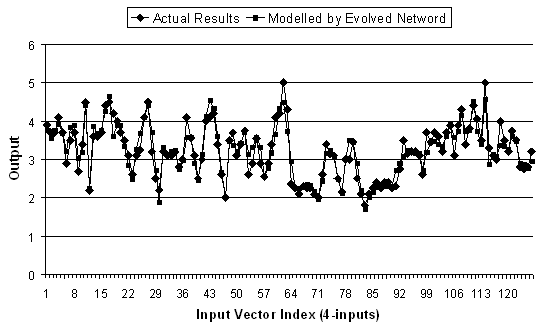 Actual Results Modelled by Evolved Netword
6
5
4
3
2
1
0
Output
1 8 15 22 29 36 43 50 57 64 71 78 85 92 99 106 113 120
Input Vector Index (4-inputs)